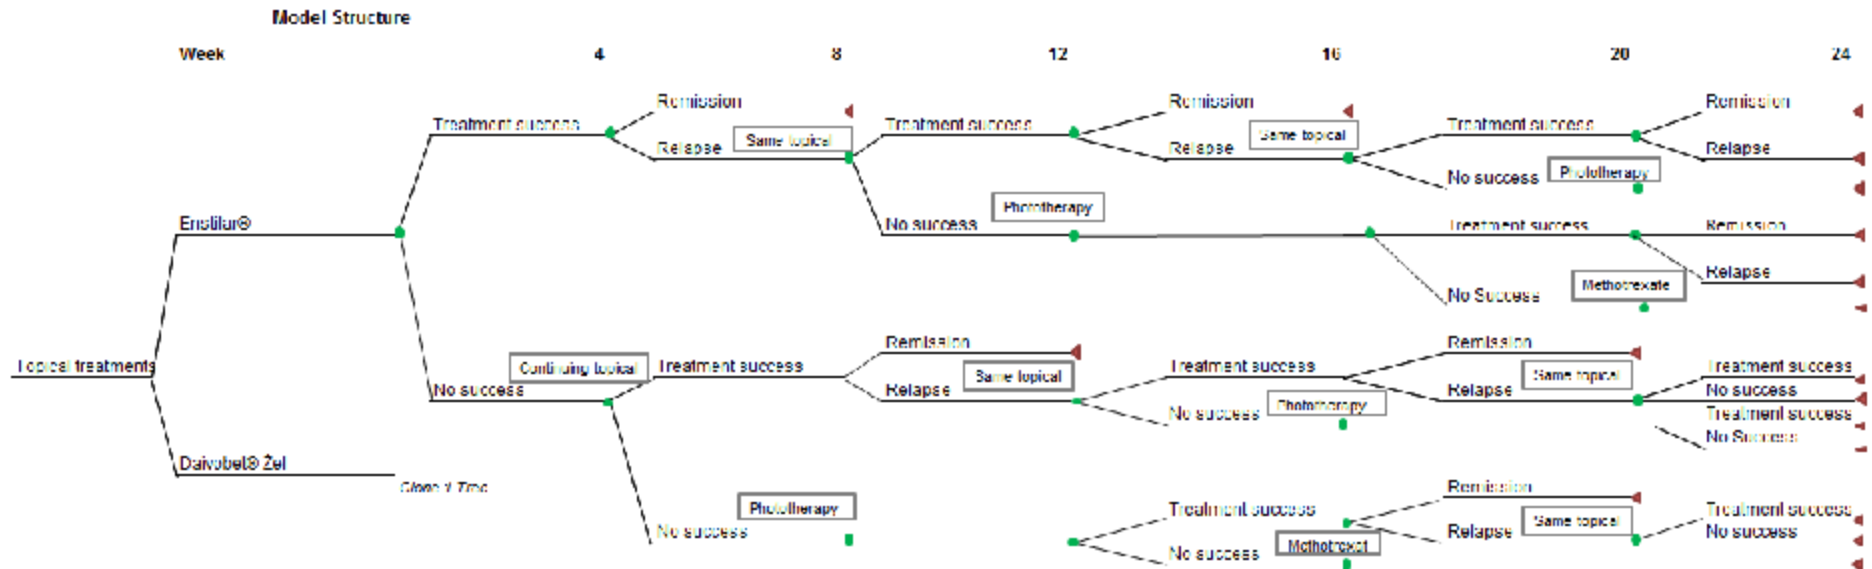 Model Structure
Week 4 8 12 16 20 24
Remission Remission Remission
Treatment success Same topical Treatment success Same topical Treatment success
Relapse Relapse Relapse
Phototherapy
No success
Phototherapy
Enstilar® No success Treatment success Remission
Relapse
Methotrexate
No Success
Remission Remission
Topical treatments Continuing topical Treatment success Same topical Treatment success Same topical Treatment success
No success Relapse Phototherapy Relapse No success
No success Treatment success
No Success
Daivobet® Žel
Clone 1 Tree
Remission
Phototherapy Treatment success Same topical Treatment success
No success Relapse No success
Methotrexat
No success